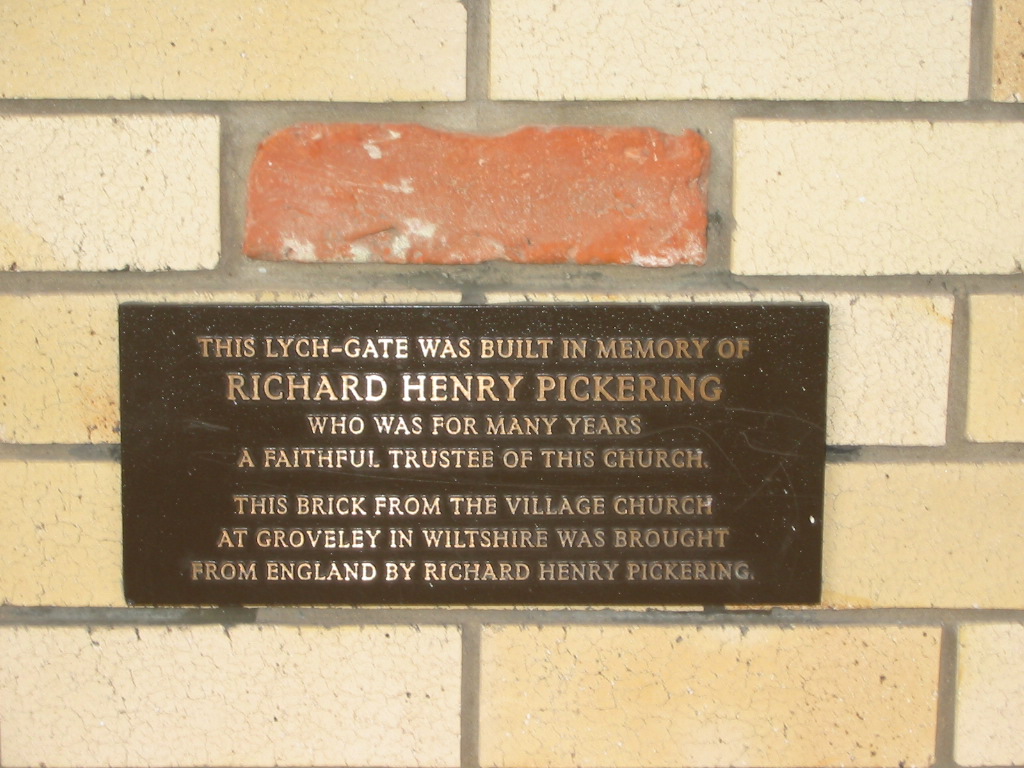 THIS LYCH-GATE WAS BUILT IN MEMORY OF
RICHARD HENRY PICKERING
WHO WAS FOR MANY YEARS
A FAITHFUL TRUSTEE OF THIS CHURCH.
THIS BRICK FROM THE VILLAGE CHURCH
AT GROVELEY IN WILTSHIRE WAS BROUGHT
FROM ENGLAND BY RICHARD HENRY PICKERING.